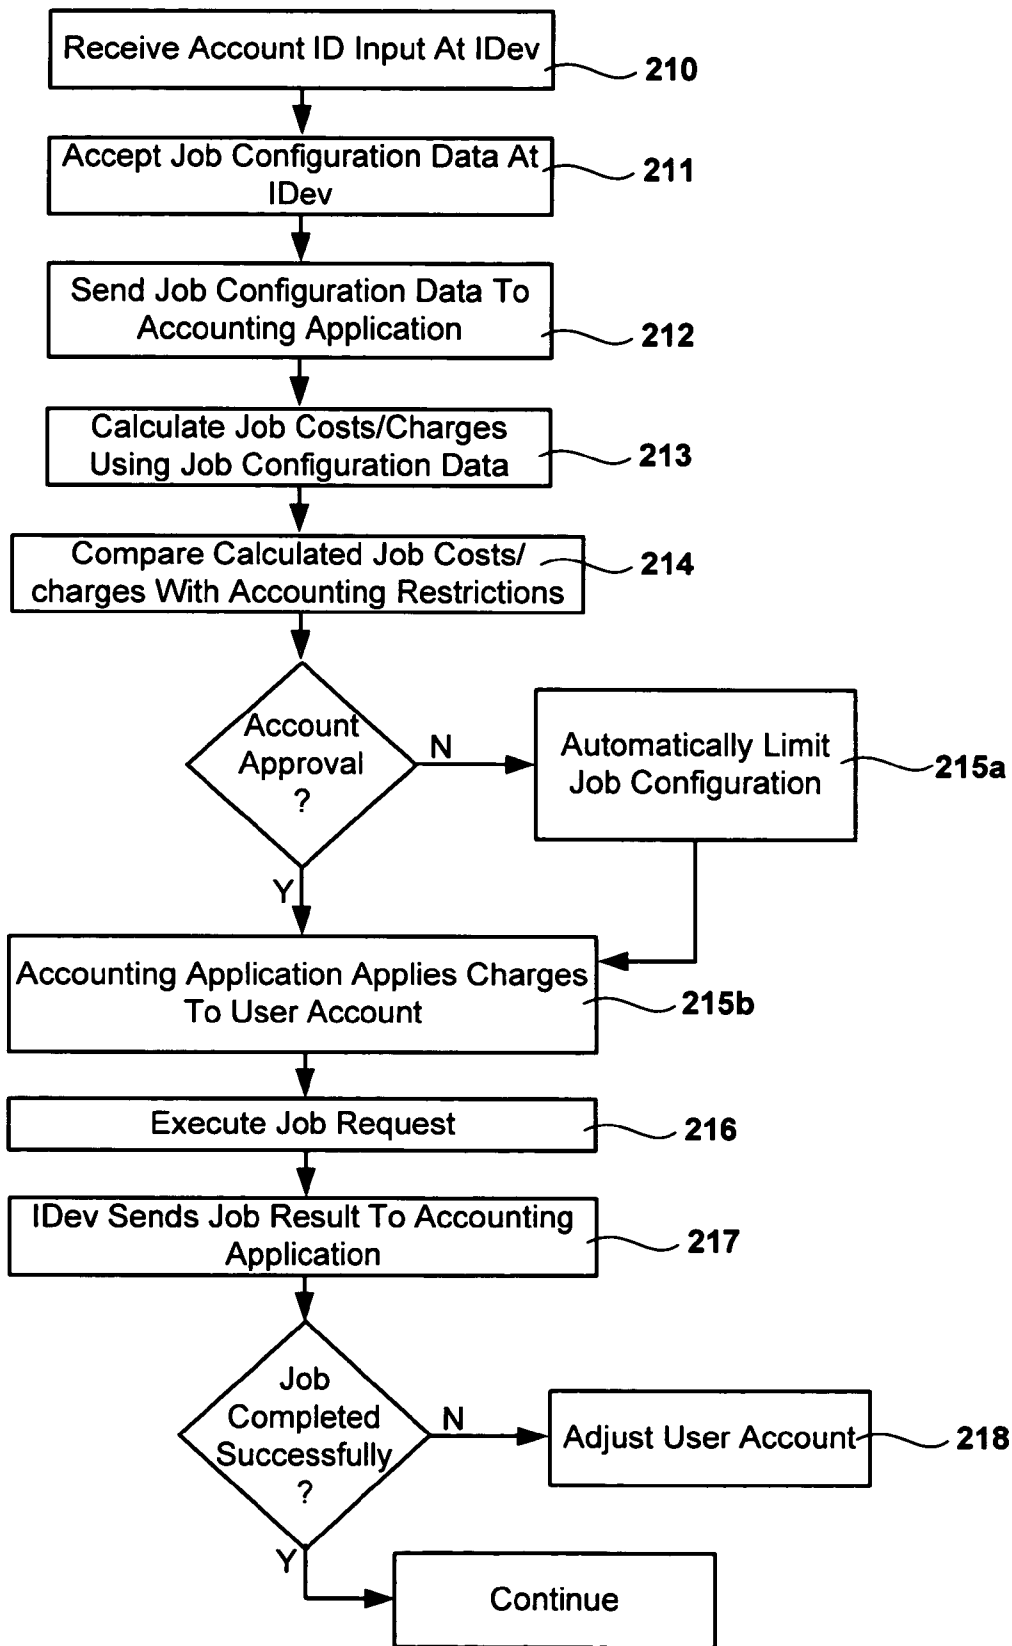 Receive Account ID Input At IDev
210
Accept Job Configuration Data At
IDev
211
Send Job Configuration Data To
Accounting Application
212
Calculate Job Costs/Charges
Using Job Configuration Data
213
Compare Calculated Job Costs/
charges With Accounting Restrictions
214
Account
Approval
?
N
Automatically Limit
Job Configuration
215a
Y
Accounting Application Applies Charges
To User Account
215b
Execute Job Request
216
IDev Sends Job Result To Accounting
Application
217
Job
Completed
Successfully
?
N
Adjust User Account
218
Y
Continue